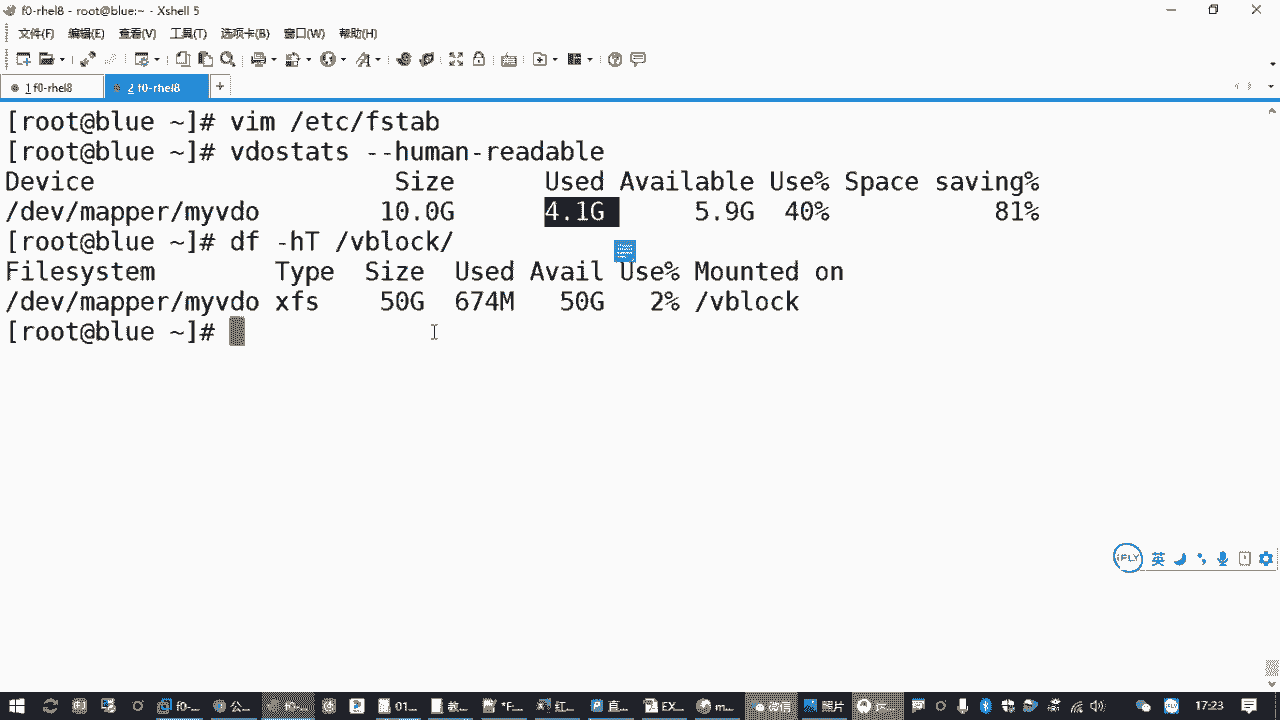 f0-rhel8 - root@blue:~ - Xshell 5
文件(F) 编辑(E) 查看(V) 工具(T) 选项卡(B) 窗口(W) 帮助(H)
1 f0-rhel8 2 f0-rhel8 +
[root@blue ~]# vim /etc/fstab
[root@blue ~]# vdostats --human-readable
Device Size Used Available Use% Space saving%
/dev/mapper/myvdo 10.0G 4.1G 5.9G 40% 81%
[root@blue ~]# df -hT /vblock/
Filesystem Type Size Used Avail Use% Mounted on
/dev/mapper/myvdo xfs 50G 674M 50G 2% /vblock
[root@blue ~]#
iFLY 英
f0-... 公... 01... 教... *F... 红... 直... EX... m... 微信 照片 17:23